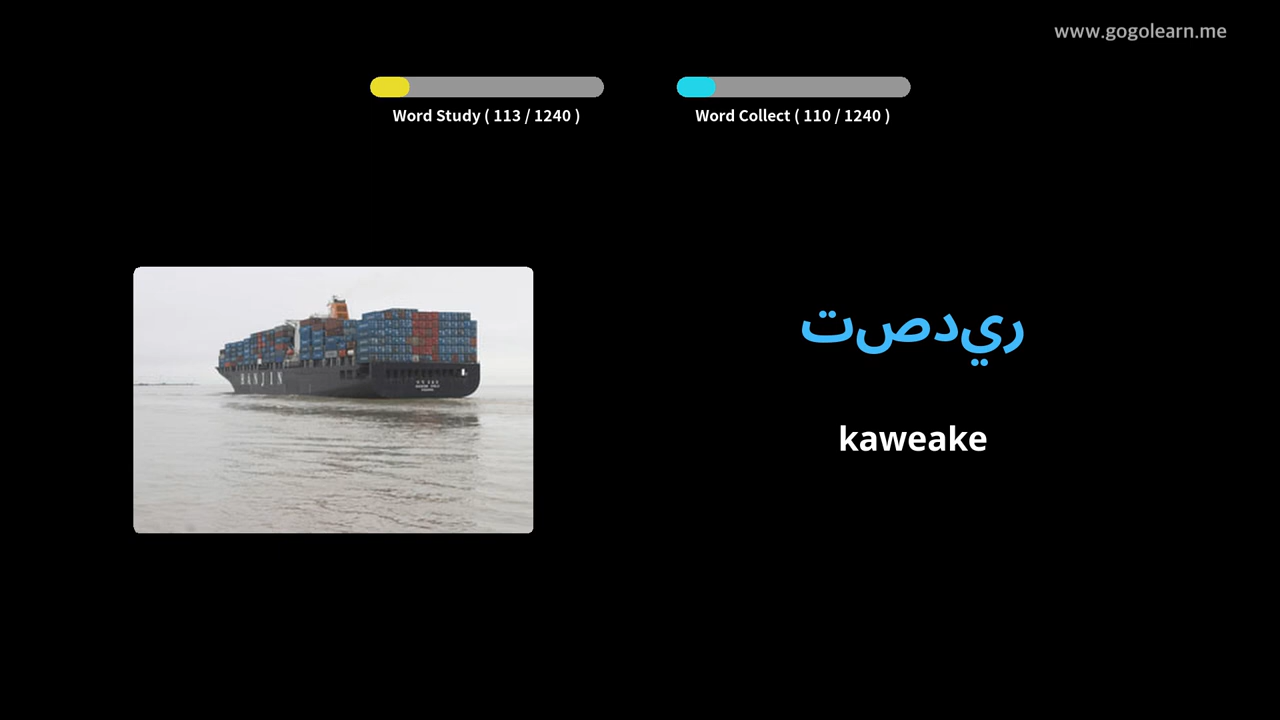 www.gogolearn.me
Word Study ( 113 / 1240 )
Word Collect ( 110 / 1240 )
HANJIN
تصدير
kaweake